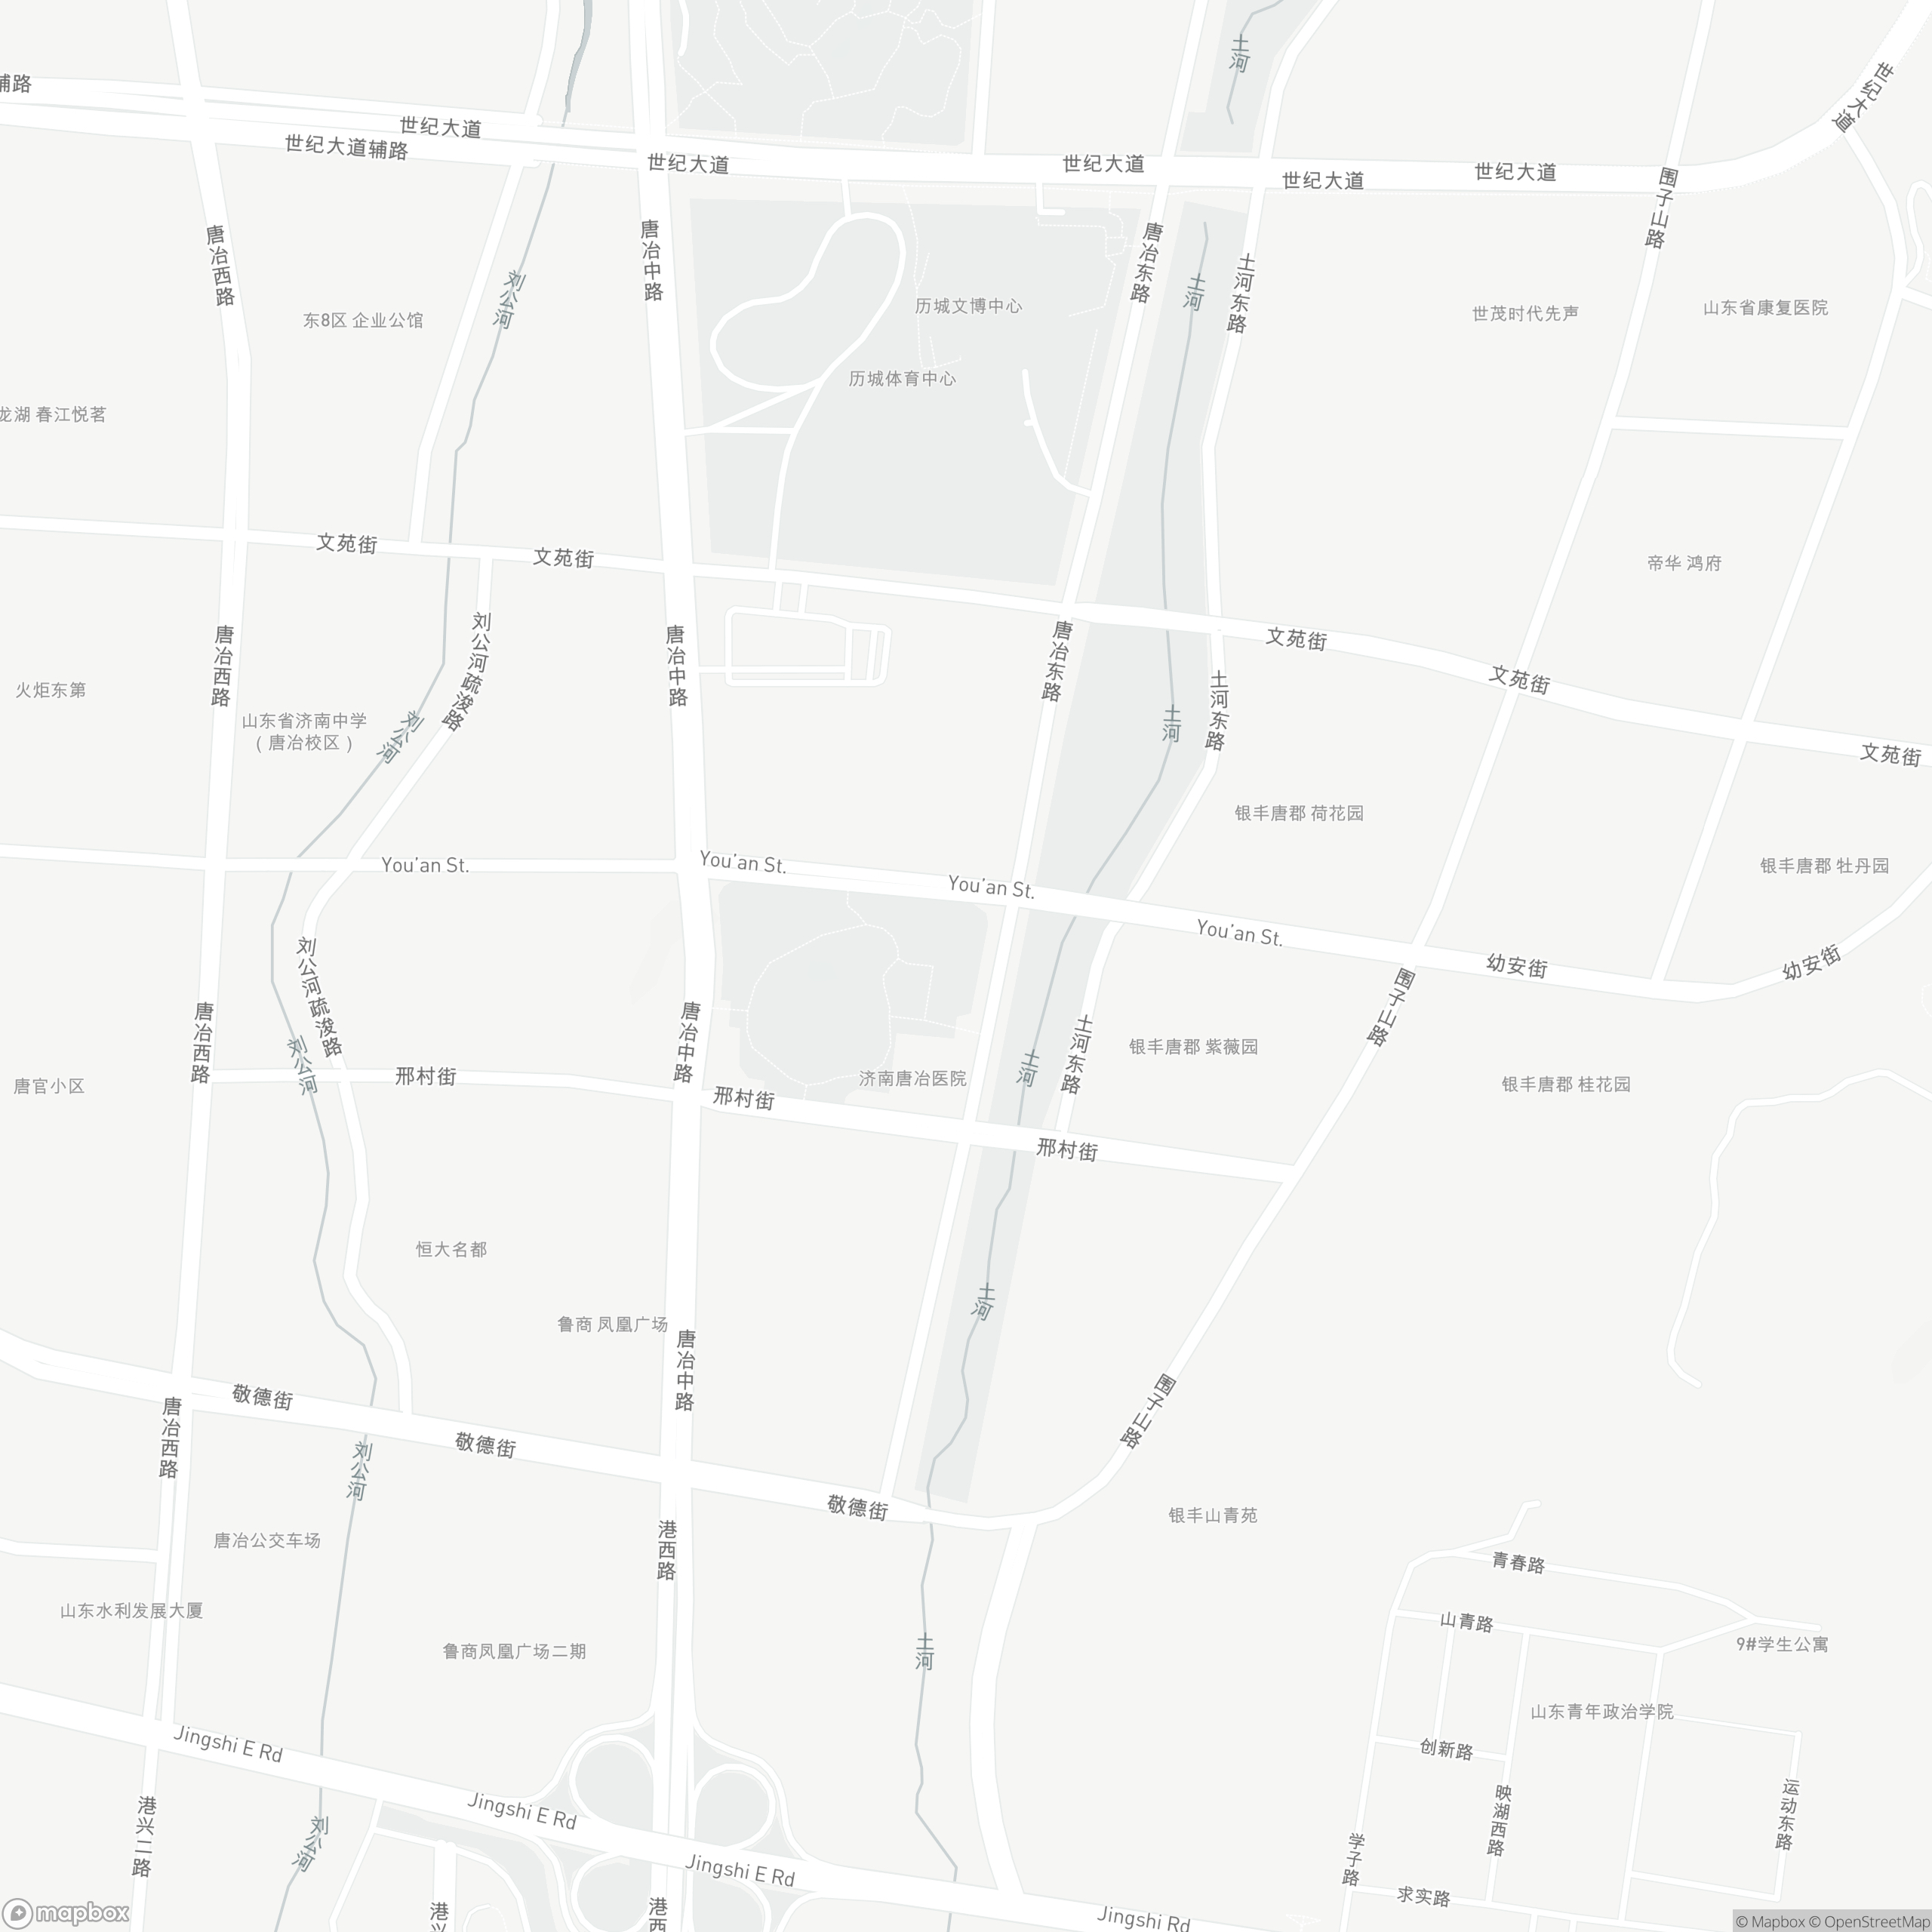 土河
世纪大道
辅路
世纪大道
世纪大道辅路
世纪大道
世纪大道
世纪大道
世纪大道
围子山路
唐冶西路
唐冶中路
唐冶东路
土河东路
刘公河
土河
东8区 企业公馆
历城文博中心
世茂时代先声
山东省康复医院
历城体育中心
龙湖 春江悦茗
文苑街
文苑街
帝华 鸿府
刘公河疏浚路
唐冶西路
唐冶中路
唐冶东路
文苑街
文苑街
土河东路
火炬东第
山东省济南中学
（唐冶校区）
刘公河
土河
文苑街
银丰唐郡 荷花园
You'an St.
You'an St.
You'an St.
银丰唐郡 牡丹园
You'an St.
幼安街
幼安街
刘公河疏浚路
围子山路
唐冶西路
唐冶中路
刘公河
土河
土河东路
银丰唐郡 紫薇园
唐官小区
邢村街
济南唐冶医院
银丰唐郡 桂花园
邢村街
邢村街
恒大名都
土河
鲁商 凤凰广场
唐冶中路
敬德街
唐冶西路
围子山路
敬德街
刘公河
敬德街
银丰山青苑
唐冶公交车场
港西路
青春路
山东水利发展大厦
山青路
鲁商凤凰广场二期
土河
9#学生公寓
山东青年政治学院
Jingshi E Rd
创新路
Jingshi E Rd
港兴二路
刘公河
映湖西路
运动东路
Jingshi E Rd
学子路
求实路
港兴
港西
Jingshi Rd
mapbox
© Mapbox © OpenStreetMap